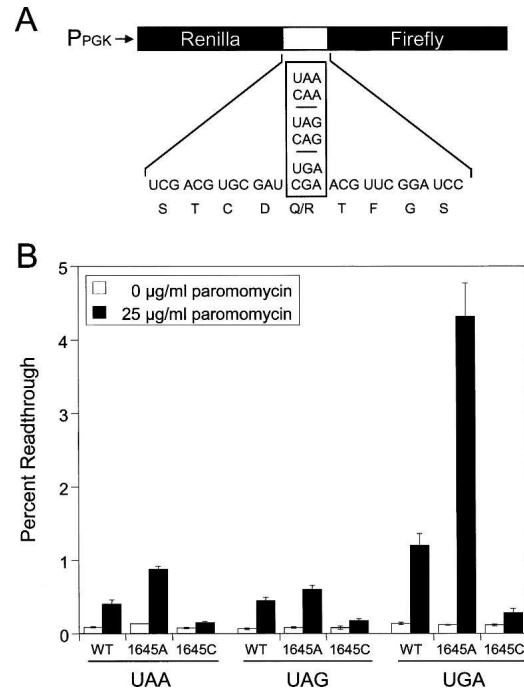 A
PPGK→ Renilla Firefly
UAA
CAA
UAG
CAG
UGA
UCG ACG UGC GAU CGA ACG UUC GGA UCC
S T C D Q/R T F G S
B
5
0 μg/ml paromomycin
25 μg/ml paromomycin
4
3
2
1
0
Percent Readthrough
WT 1645A 1645C WT 1645A 1645C WT 1645A 1645C
UAA UAG UGA